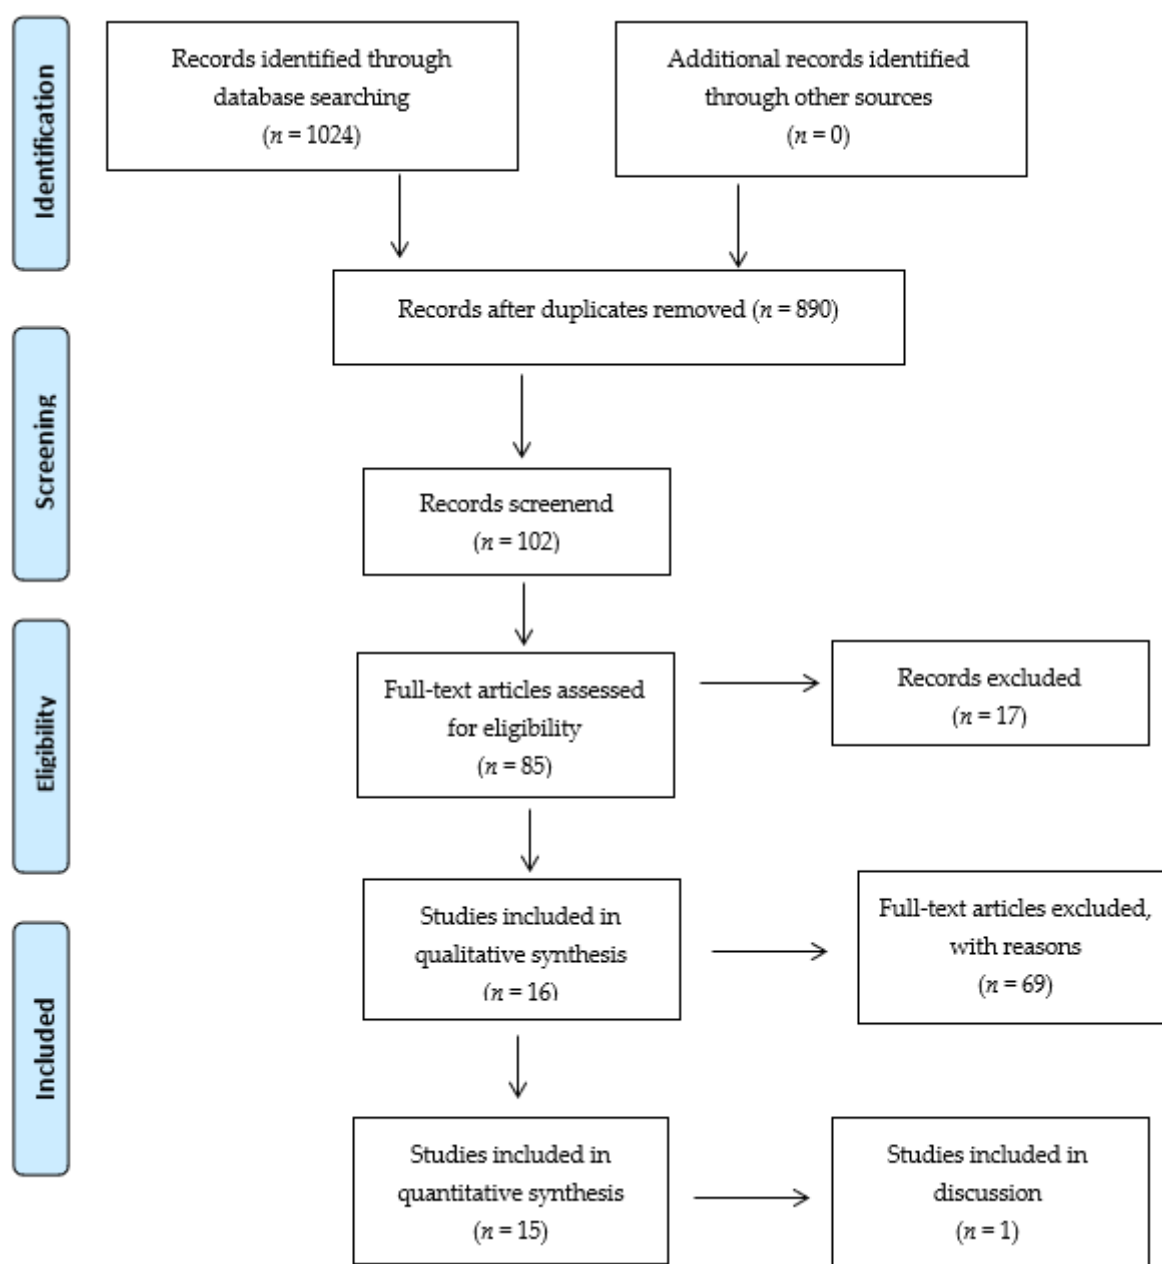 Identification
Records identified through
database searching
(n = 1024)
Additional records identified
through other sources
(n = 0)
Records after duplicates removed (n = 890)
Screening
Records screenend
(n = 102)
Eligibility
Full-text articles assessed
for eligibility
(n = 85)
Records excluded
(n = 17)
Included
Studies included in
qualitative synthesis
(n = 16)
Full-text articles excluded,
with reasons
(n = 69)
Studies included in
quantitative synthesis
(n = 15)
Studies included in
discussion
(n = 1)